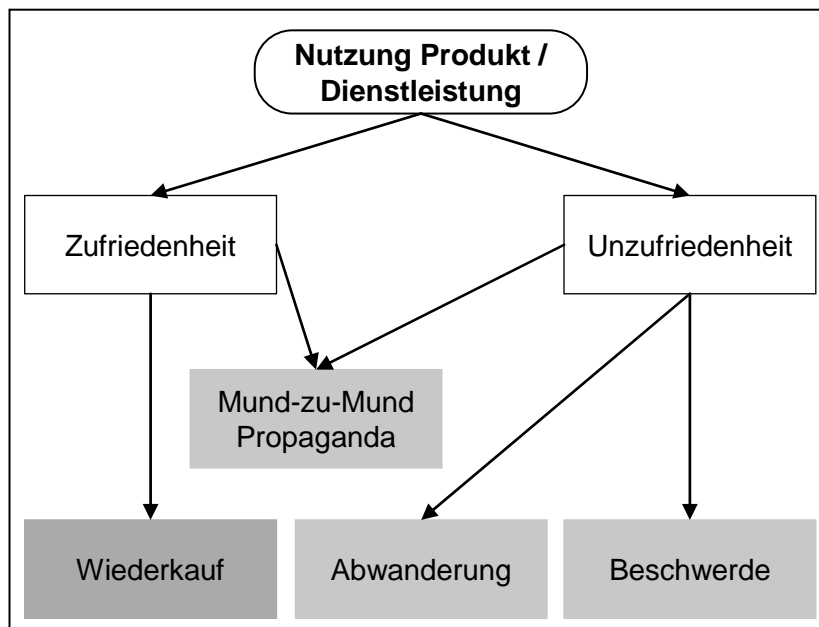 Nutzung Produkt /
Dienstleistung
Zufriedenheit
Unzufriedenheit
Mund-zu-Mund
Propaganda
Wiederkauf
Abwanderung
Beschwerde